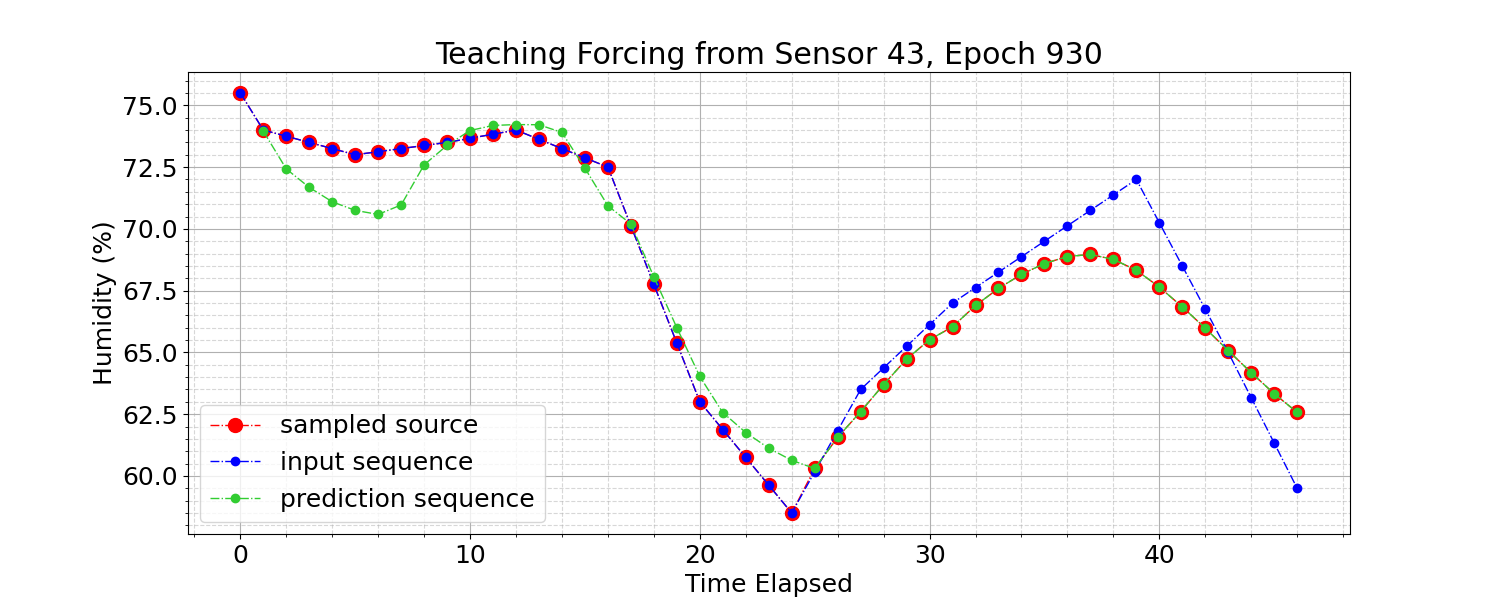 Teaching Forcing from Sensor 43, Epoch 930
75.0
72.5
70.0
67.5
65.0
62.5
60.0
Humidity (%)
sampled source
input sequence
prediction sequence
0 10 20 30 40
Time Elapsed